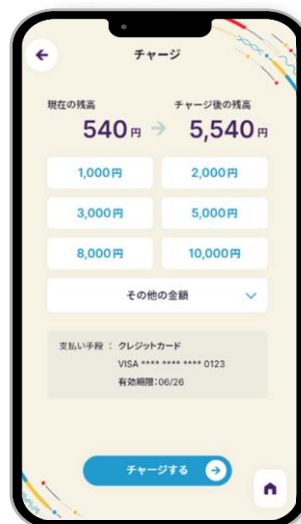 チャージ
現在の残高
チャージ後の残高
540円
5,540円
1,000円
2,000円
3,000円
5,000円
8,000円
10,000円
その他の金額
支払い手段 : クレジットカード
VISA **** **** **** 0123
有効期限:06/26
チャージする